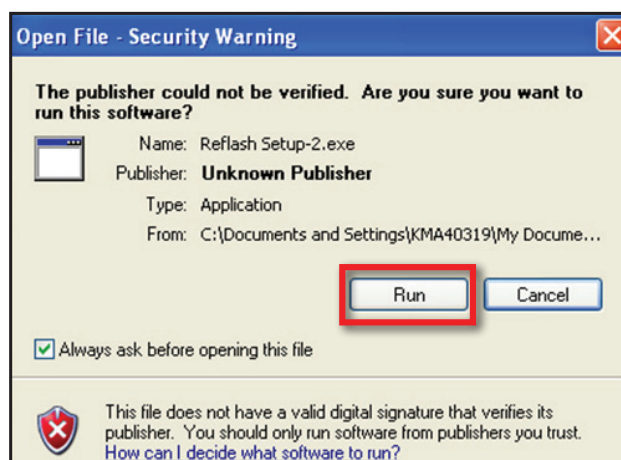 Open File - Security Warning
The publisher could not be verified. Are you sure you want to
run this software?
Name: Reflash Setup-2.exe
Publisher: Unknown Publisher
Type: Application
From: C:\Documents and Settings\KMA40319\My Docume...
Run Cancel
Always ask before opening this file
This file does not have a valid digital signature that verifies its
publisher. You should only run software from publishers you trust.
How can I decide what software to run?